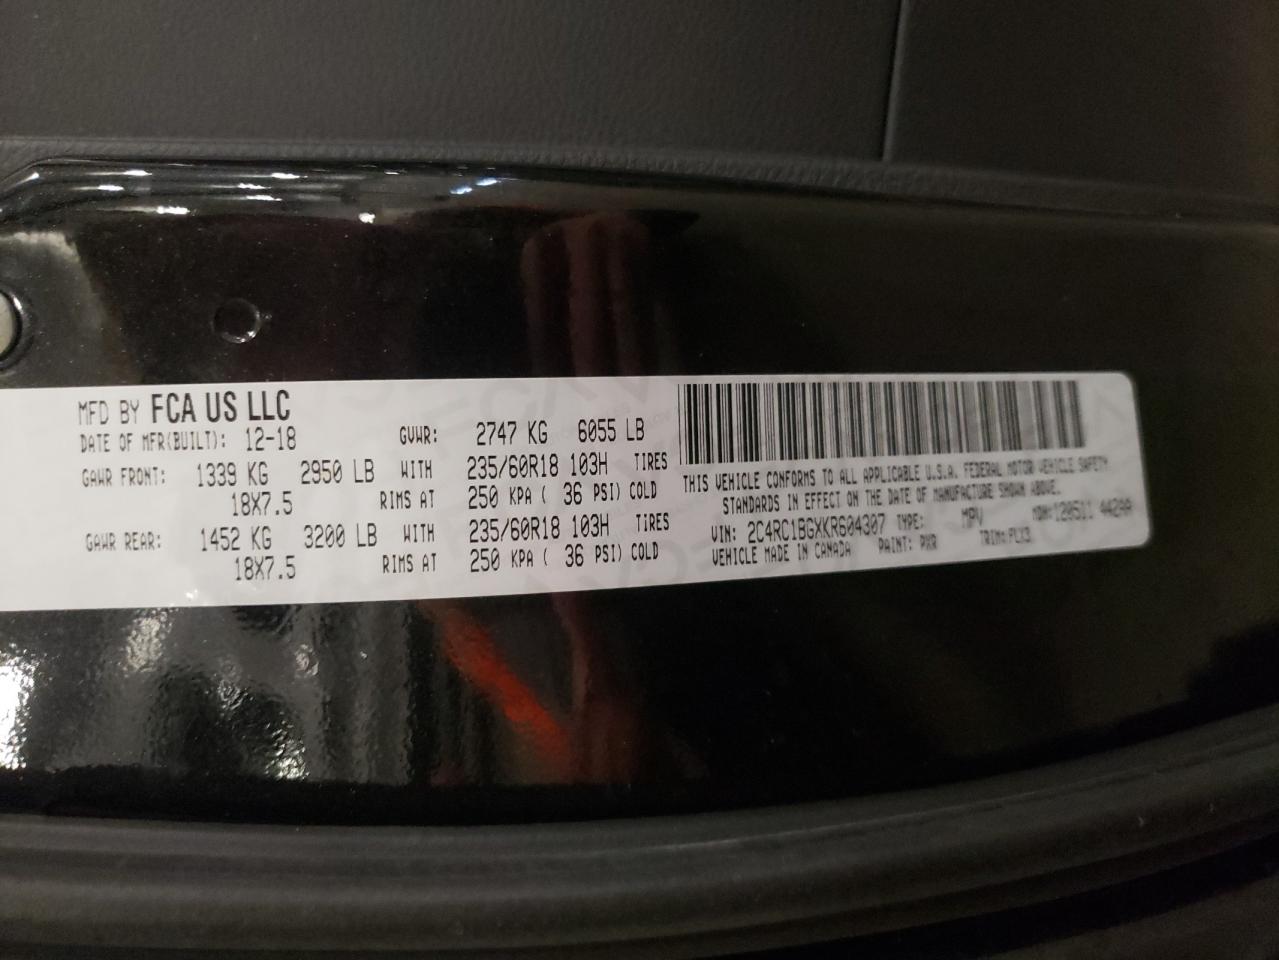 MFD BY FCA US LLC
DATE OF MFR(BUILT): 12-18 GVWR: 2747 KG 6055 LB
GAWR FRONT: 1339 KG 2950 LB WITH 235/60R18 103H TIRES
18X7.5 RIMS AT 250 KPA ( 36 PSI) COLD
GAWR REAR: 1452 KG 3200 LB WITH 235/60R18 103H TIRES
18X7.5 RIMS AT 250 KPA ( 36 PSI) COLD
THIS VEHICLE CONFORMS TO ALL APPLICABLE U.S.A. FEDERAL MOTOR VEHICLE SAFETY
STANDARDS IN EFFECT ON THE DATE OF MANUFACTURE SHOWN ABOVE.
VIN: 2C4RC1BGXKR604307 TYPE: MPV MDH: 120511
VEHICLE MADE IN CANADA PAINT: PXR TRIM: